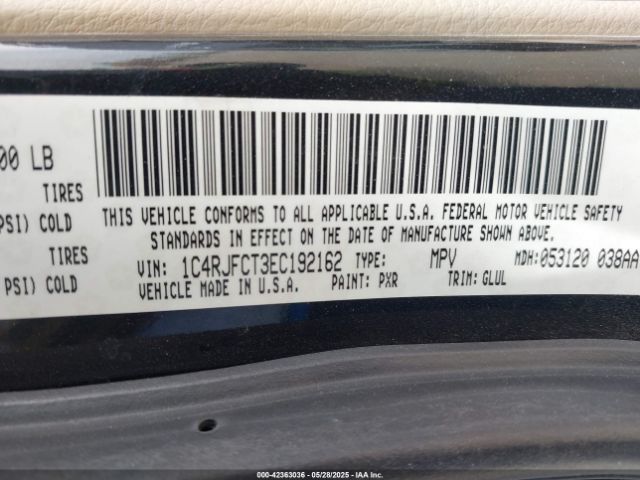 00 LB
TIRES
PSI) COLD
TIRES
PSI) COLD
THIS VEHICLE CONFORMS TO ALL APPLICABLE U.S.A. FEDERAL MOTOR VEHICLE SAFETY
STANDARDS IN EFFECT ON THE DATE OF MANUFACTURE SHOWN ABOVE.
VIN: 1C4RJFCT3EC192162 TYPE: MPV MDH:053120 038AA
VEHICLE MADE IN U.S.A. PAINT: PXR TRIM: GLUL
000-42363036 | 05/28/2025 - IAA Inc.